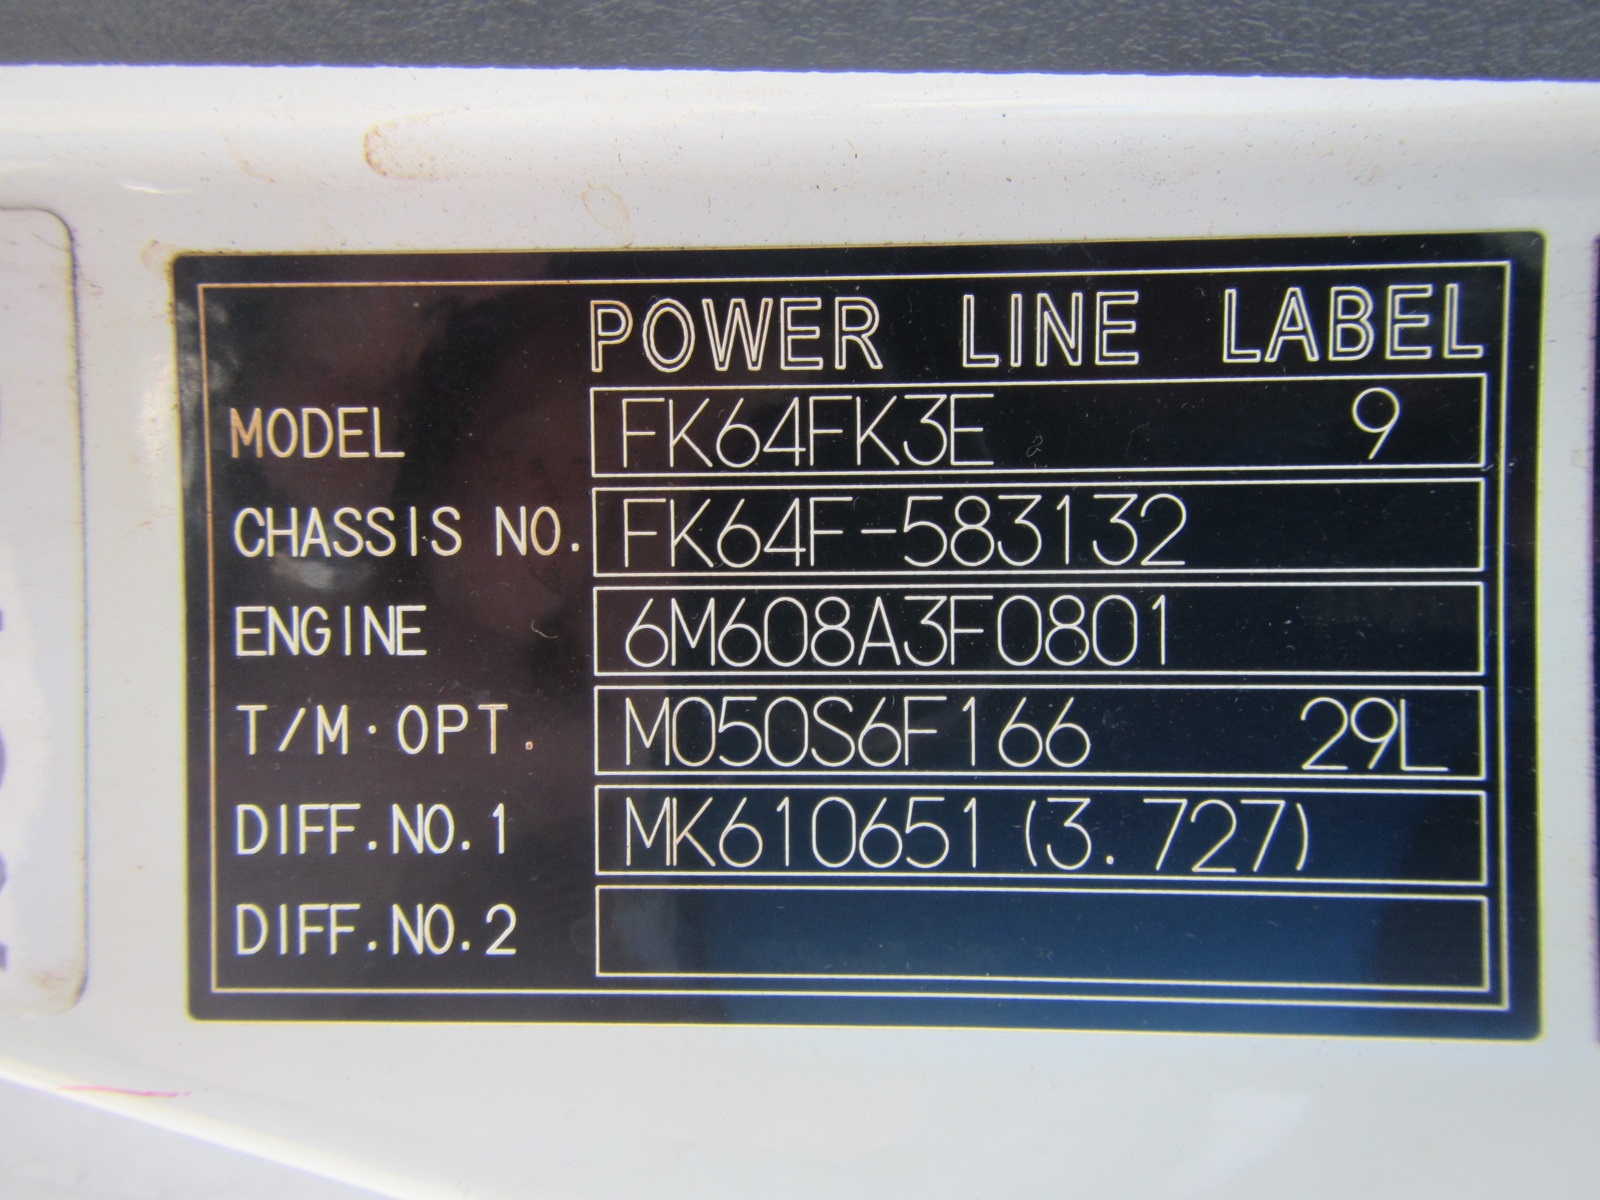 POWER LINE LABEL
MODEL FK64FK3E 9
CHASSIS NO. FK64F-583132
ENGINE 6M608A3F0801
T/M·OPT. M050S6F166 29L
DIFF.NO.1 MK610651(3.727)
DIFF.NO.2